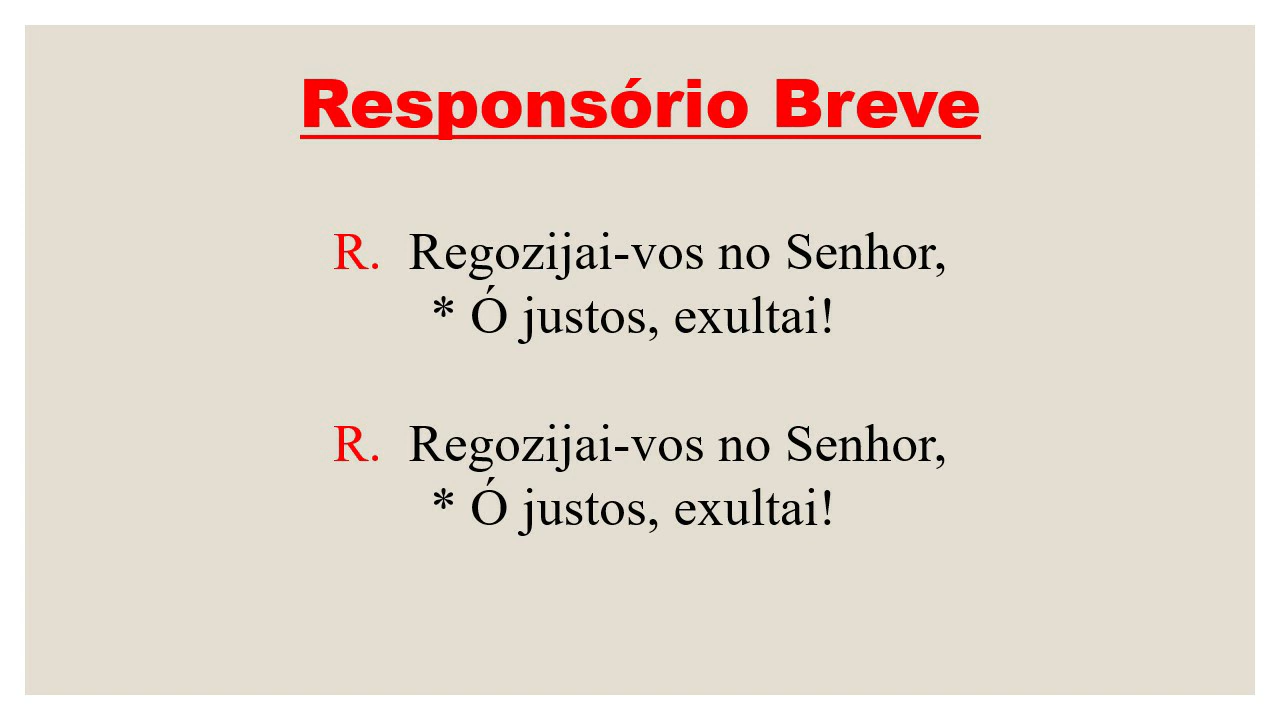 Responsório Breve
R. Regozijai-vos no Senhor,
* Ó justos, exultai!
R. Regozijai-vos no Senhor,
* Ó justos, exultai!